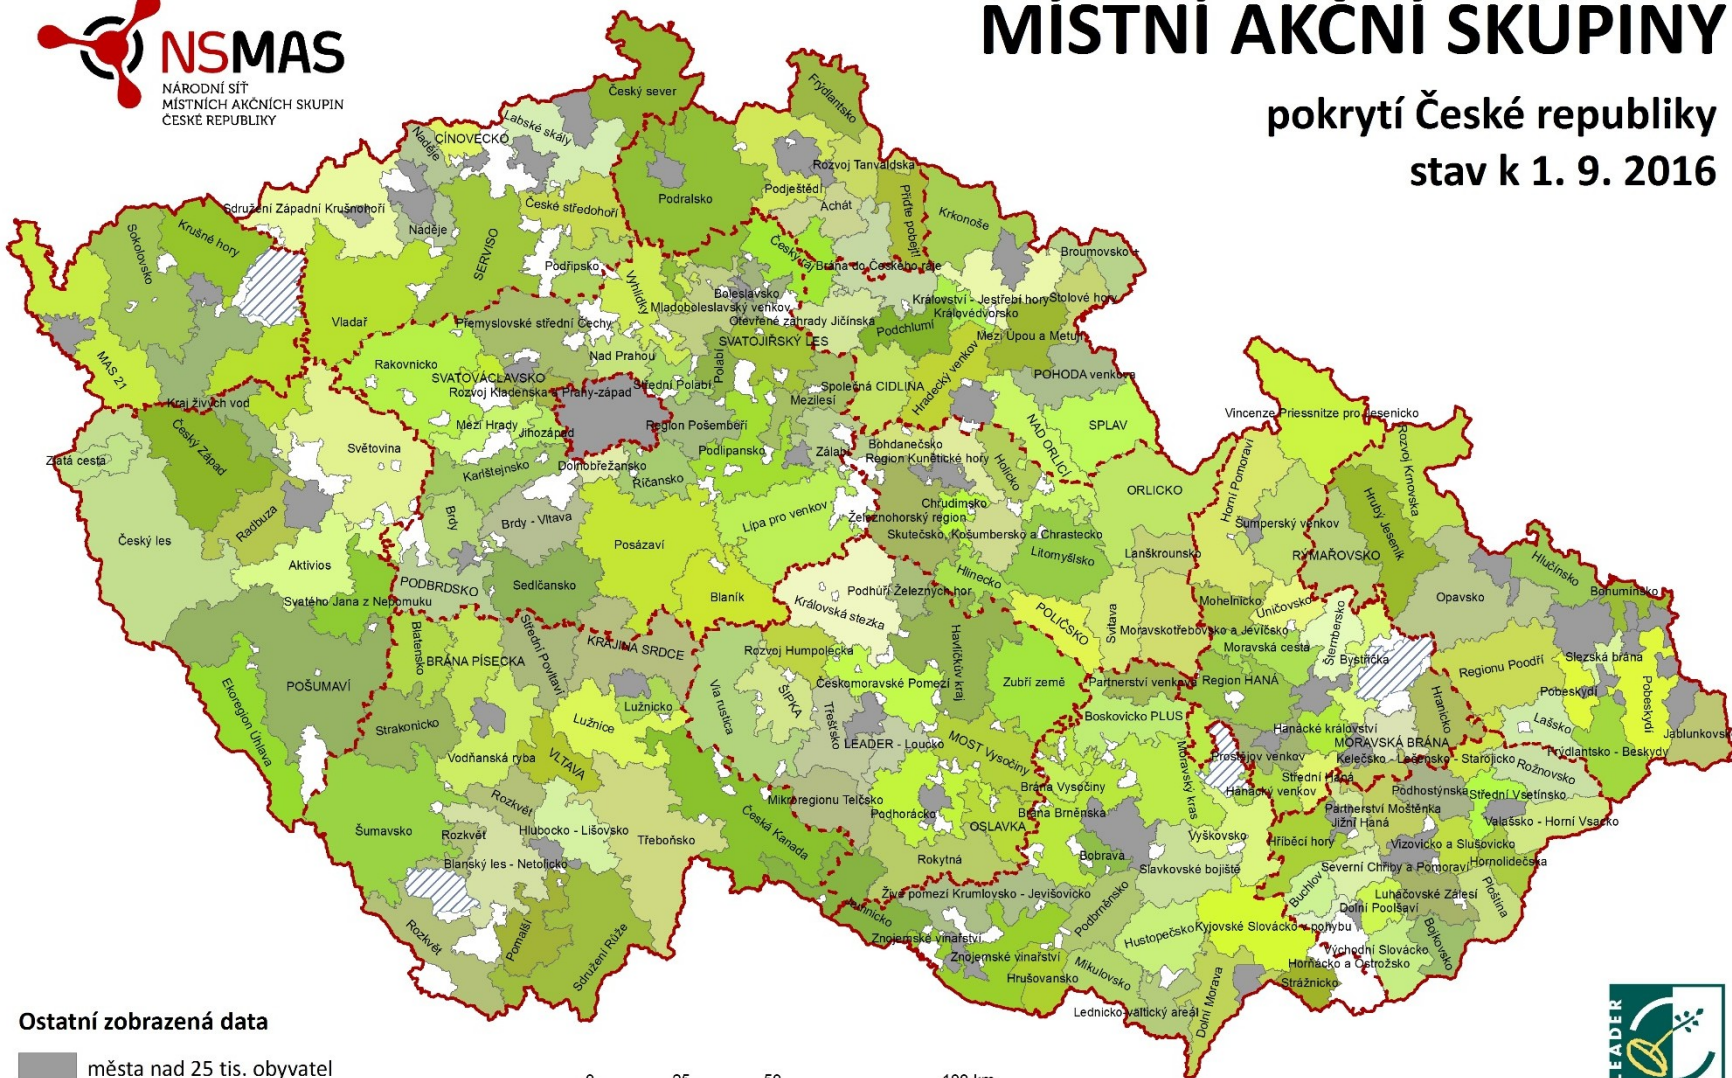 MÍSTNÍ AKČNÍ SKUPINY
pokrytí České republiky
stav k 1. 9. 2016
NSMAS
NÁRODNÍ SÍŤ
MÍSTNÍCH AKČNÍCH SKUPIN
ČESKÉ REPUBLIKY
Český sever
Frýdlantsko
Labské skály
CÍNOVECKO
Naděje
Rozvoj Tanvaldska
Podještědí
Podralsko
České středohoří
Achát
Přiďte pobejt!
Krkonoše
Sdružení Západní Krušnohoří
Naděje
Krušné hory
Sokolovsko
SERVISO
Český ráj
Brána do Českého ráje
Broumovsko +
Podřipsko
Vyhlídky
Boleslavsko
Mladoboleslavský venkov
Království - Jestřebí hory
Stolové hory
Královédvorsko
Vladař
Přemyslovské střední Čechy
Otevřené zahrady Jičínska
Podchlumí
Mezi Úpou a Metují
SVATOJIŘSKÝ LES
MAS 21
Rakovnicko
Nad Prahou
Polabí
POHODA venkova
SVATOVÁCLAVSKO
Střední Polabí
Společná CIDLINA
Hradecký venkov
Rozvoj Kladenska a Prahy-západ
Mezilesí
Kraj živých vod
Mezi Hrady
Jihozápad
Region Pošembeří
NAD ORLICÍ
SPLAV
Vincenze Priessnitze pro Jesenicko
Český Západ
Světovina
Podlipansko
Zálabí
Bohdanečsko
Region Kunětické hory
Holicko
Horní Pomoraví
Rozvoj Krnovska
Zlatá cesta
Karlštejnsko
Dolnobřežansko
Říčansko
ORLICKO
Radbuza
Brdy
Brdy - Vltava
Lípa pro venkov
Chrudimsko
Železnohorský region
Šumperský venkov
Hrubý Jeseník
Český les
Posázaví
Skutečsko, Košumbersko a Chrastecko
Litomyšlsko
Lanškrounsko
RÝMAŘOVSKO
Hlučínsko
Aktivios
PODBRDSKO
Sedlčansko
Blaník
Hlinecko
Podhůří Železných hor
Bohumínsko
Opavsko
Svatého Jana z Nepomuku
Královská stezka
POLIČSKO
Svitava
Mohelnicko
Uničovsko
Šternbersko
Moravskotřebovsko a Jevíčsko
Moravská cesta
Blatensko
BRÁNA PÍSECKA
Střední Povltaví
KRAJINA SRDCE
Rozvoj Humpolecka
Havlíčkův kraj
Bystřička
Slezská brána
Regionu Poodří
POŠUMAVÍ
Ekoregion Úhlava
Via rustica
ŠIPKA
Českomoravské Pomezí
Zubří země
Partnerství venkova
Region HANÁ
Hranicko
Pobeskydí
Pobeskydí
Strakonicko
Lužnice
Lužnicko
Třešťsko
Boskovicko PLUS
Hanácké království
Lašsko
Jablunkovsko
LEADER - Loucko
MOST Vysočiny
Moravský kras
Prostějov venkov
MORAVSKÁ BRÁNA
Frýdlantsko - Beskydy
Vodňanská ryba
VLTAVA
Kelečsko - Lešensko - Starojicko
Rožnovsko
Střední Haná
Mikroregionu Telčsko
Brána Vysočiny
Hanácký venkov
Podhostýnska
Střední Vsetínsko
Rozkvět
Podhorácko
Brána Brněnska
Partnerství Moštěnka
Šumavsko
Rozkvět
Hlubocko - Lišovsko
Třeboňsko
Česká Kanada
OSLAVKA
Vyškovsko
Jižní Haná
Valašsko - Horní Vsacko
Hříběcí hory
Vizovicko a Slušovicko
Blanský les - Netolicko
Rokytná
Bobrava
Slavkovské bojiště
Severní Chřiby a Pomoraví
Hornolidečska
Živé pomezí Krumlovsko - Jevišovicko
Podbrněnsko
Buchlov
Luhačovské Zálesí
Ploština
Dolní Poolšaví
Rozkvět
Pomalší
Sdružení Růže
Znojemské vinařství
Hustopečsko
Kyjovské Slovácko v pohybu
Bojkovsko
Znojemské vinařství
Východní Slovácko
Horňácko a Ostrožsko
Hrušovansko
Mikulovsko
Strážnicko
Lednicko-valtický areál
Dolní Morava
Ostatní zobrazená data
města nad 25 tis. obyvatel
0 25 50 100 km
LEADER